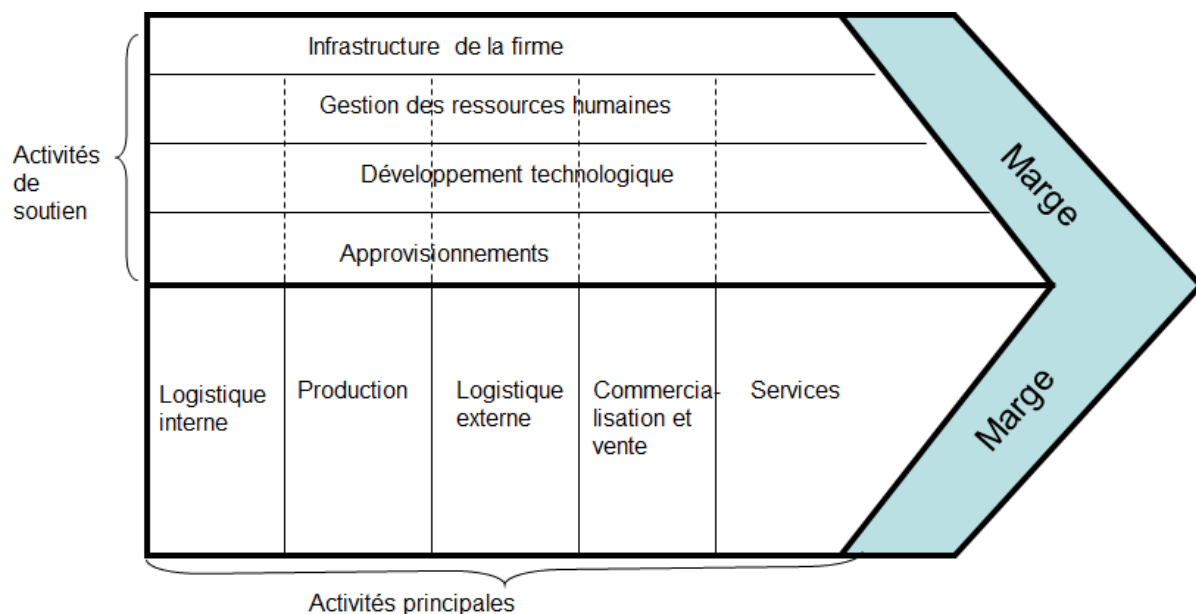 Infrastructure de la firme
Gestion des ressources humaines
Activités
de
soutien
Développement technologique
Approvisionnements
Marge
Logistique
interne
Production
Logistique
externe
Commercia-
lisation et
vente
Services
Marge
Activités principales